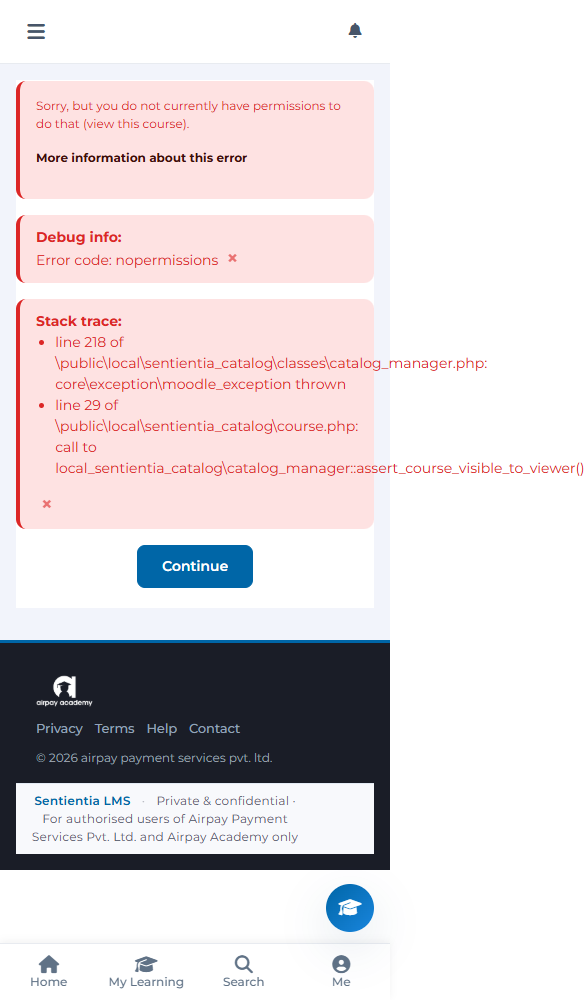 Sorry, but you do not currently have permissions to
do that (view this course).
More information about this error
Debug info:
Error code: nopermissions
Stack trace:
line 218 of
\public\local\sentientia_catalog\classes\catalog_manager.php:
core\exception\moodle_exception thrown
line 29 of
\public\local\sentientia_catalog\course.php:
call to
local_sentientia_catalog\catalog_manager::assert_course_visible_to_viewer()
Continue
airpay academy
Privacy Terms Help Contact
© 2026 airpay payment services pvt. ltd.
Sentientia LMS · Private & confidential ·
For authorised users of Airpay Payment
Services Pvt. Ltd. and Airpay Academy only
Home My Learning Search Me